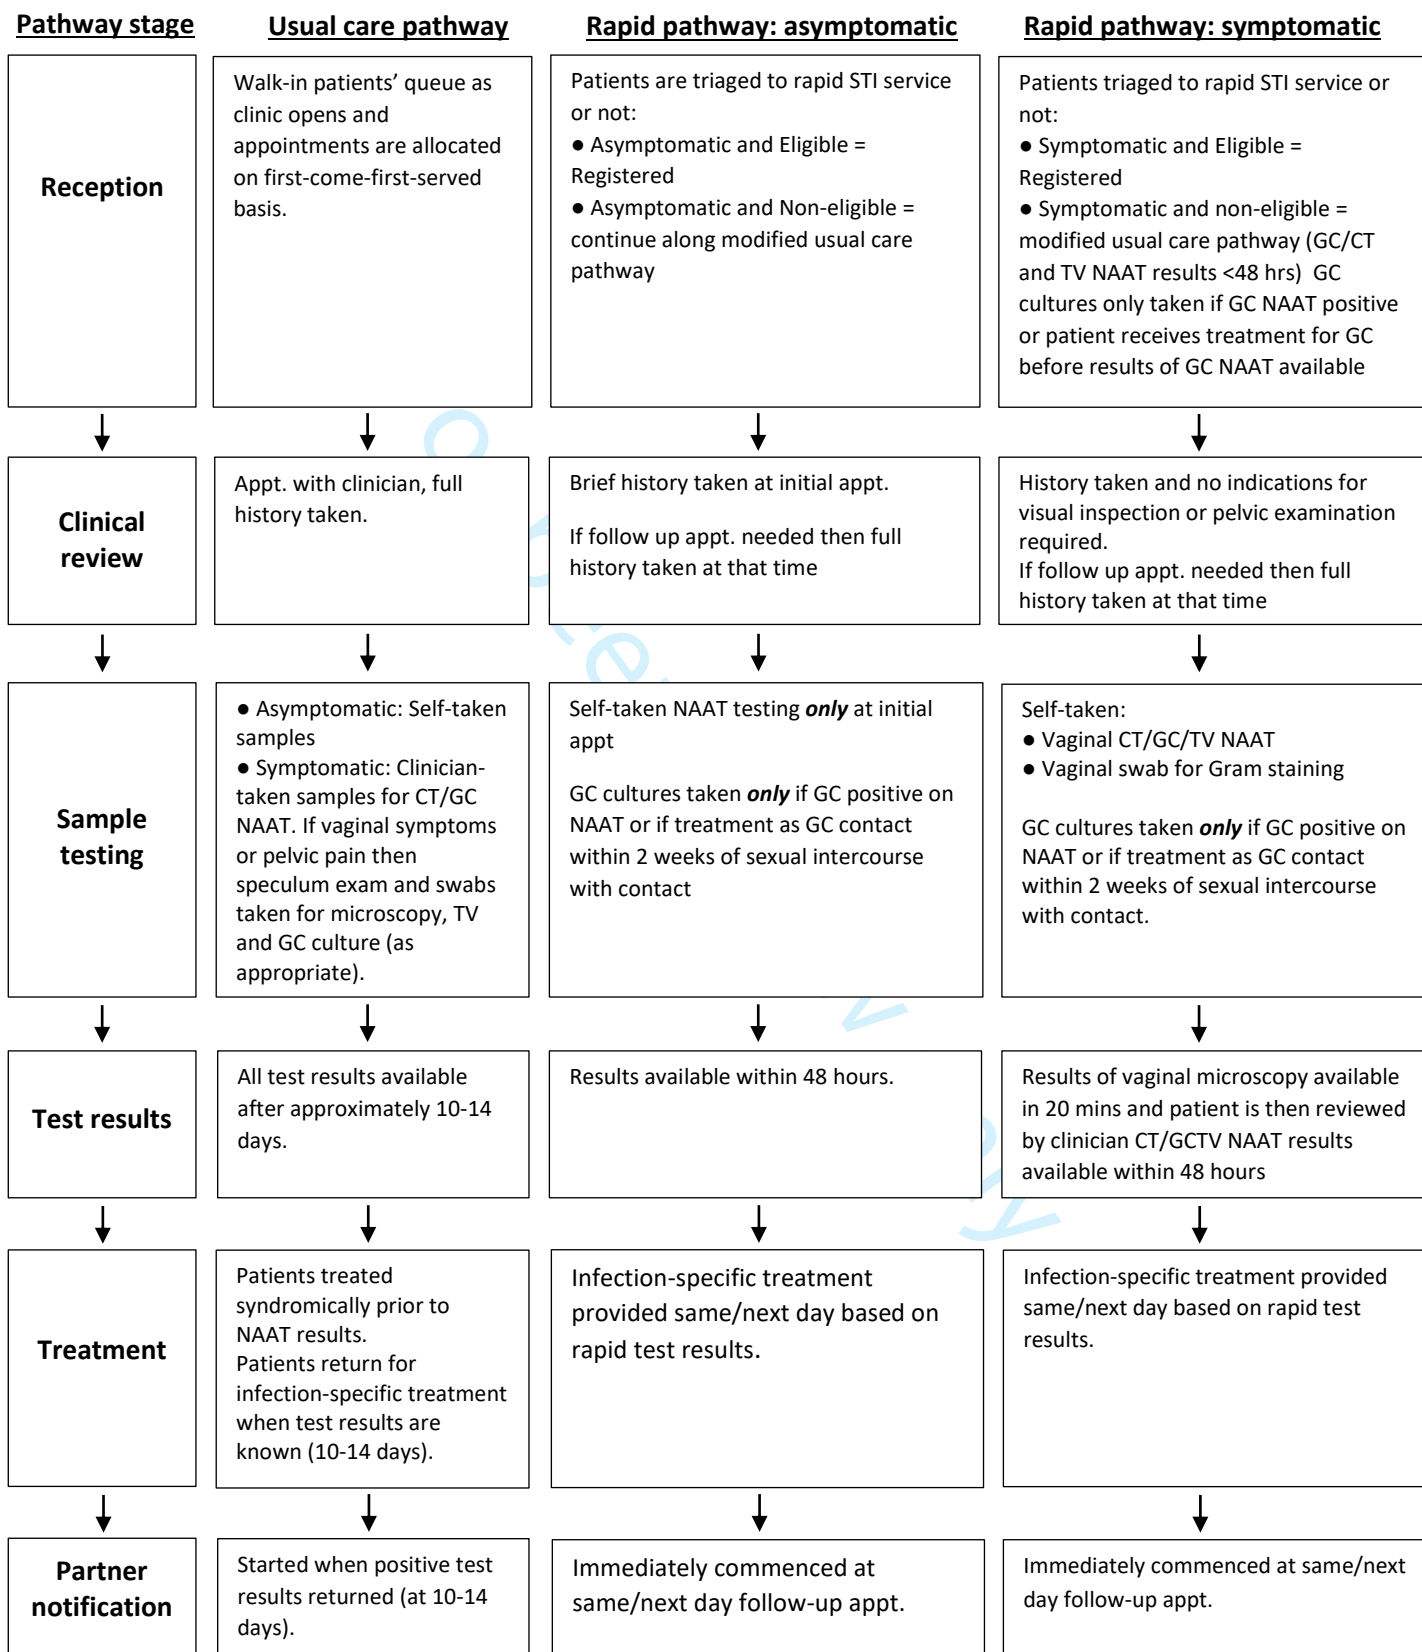 Pathway stage
Usual care pathway
Rapid pathway: asymptomatic
Rapid pathway: symptomatic
Reception
Walk-in patients’ queue as
clinic opens and
appointments are allocated
on first-come-first-served
basis.
Patients are triaged to rapid STI service
or not:
● Asymptomatic and Eligible =
Registered
● Asymptomatic and Non-eligible =
continue along modified usual care
pathway
Patients triaged to rapid STI service or
not:
● Symptomatic and Eligible =
Registered
● Symptomatic and non-eligible =
modified usual care pathway (GC/CT
and TV NAAT results <48 hrs)  GC
cultures only taken if GC NAAT positive
or patient receives treatment for GC
before results of GC NAAT available
Clinical
review
Appt. with clinician, full
history taken.
Brief history taken at initial appt.
If follow up appt. needed then full
history taken at that time
History taken and no indications for
visual inspection or pelvic examination
required.
If follow up appt. needed then full
history taken at that time
Sample
testing
● Asymptomatic: Self-taken
samples
● Symptomatic: Clinician-
taken samples for CT/GC
NAAT. If vaginal symptoms
or pelvic pain then
speculum exam and swabs
taken for microscopy, TV
and GC culture (as
appropriate).
Self-taken NAAT testing only at initial
appt
GC cultures taken only if GC positive on
NAAT or if treatment as GC contact
within 2 weeks of sexual intercourse
with contact
Self-taken:
● Vaginal CT/GC/TV NAAT
● Vaginal swab for Gram staining
GC cultures taken only if GC positive on
NAAT or if treatment as GC contact
within 2 weeks of sexual intercourse
with contact.
Test results
All test results available
after approximately 10-14
days.
Results available within 48 hours.
Results of vaginal microscopy available
in 20 mins and patient is then reviewed
by clinician CT/GCTV NAAT results
available within 48 hours
Treatment
Patients treated
syndromically prior to
NAAT results.
Patients return for
infection-specific treatment
when test results are
known (10-14 days).
Infection-specific treatment
provided same/next day based on
rapid test results.
Infection-specific treatment provided
same/next day based on rapid test
results.
Partner
notification
Started when positive test
results returned (at 10-14
days).
Immediately commenced at
same/next day follow-up appt.
Immediately commenced at same/next
day follow-up appt.